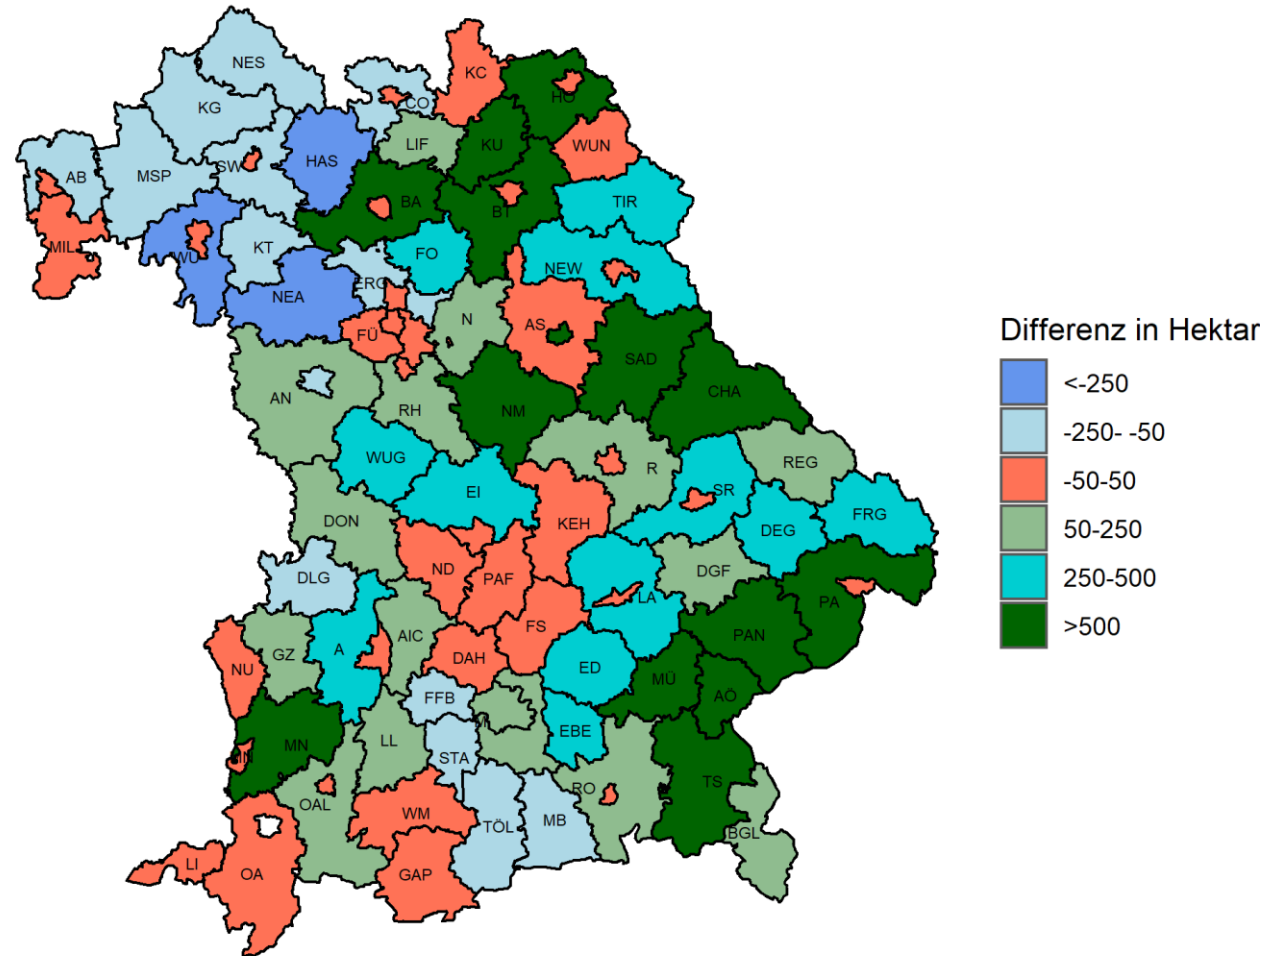 NES
KC
KG
CO
HO
LIF
KU
WUN
HAS
SW
AB
MSP
BA
BT
TIR
MIL
WÜ
KT
FO
NEW
ERG
NEA
N
AS
FÜ
SAD
CHA
AN
RH
NM
WUG
R
REG
EI
SR
DON
KEH
DEG
FRG
DLG
ND
PAF
LA
DGF
PA
AIC
FS
PAN
GZ
A
DAH
ED
NU
FFB
MÜ
AÖ
M
EBE
MN
LL
STA
RO
TS
OAL
WM
TÖL
MB
BGL
LI
OA
GAP
Differenz in Hektar
<-250
-250- -50
-50-50
50-250
250-500
>500